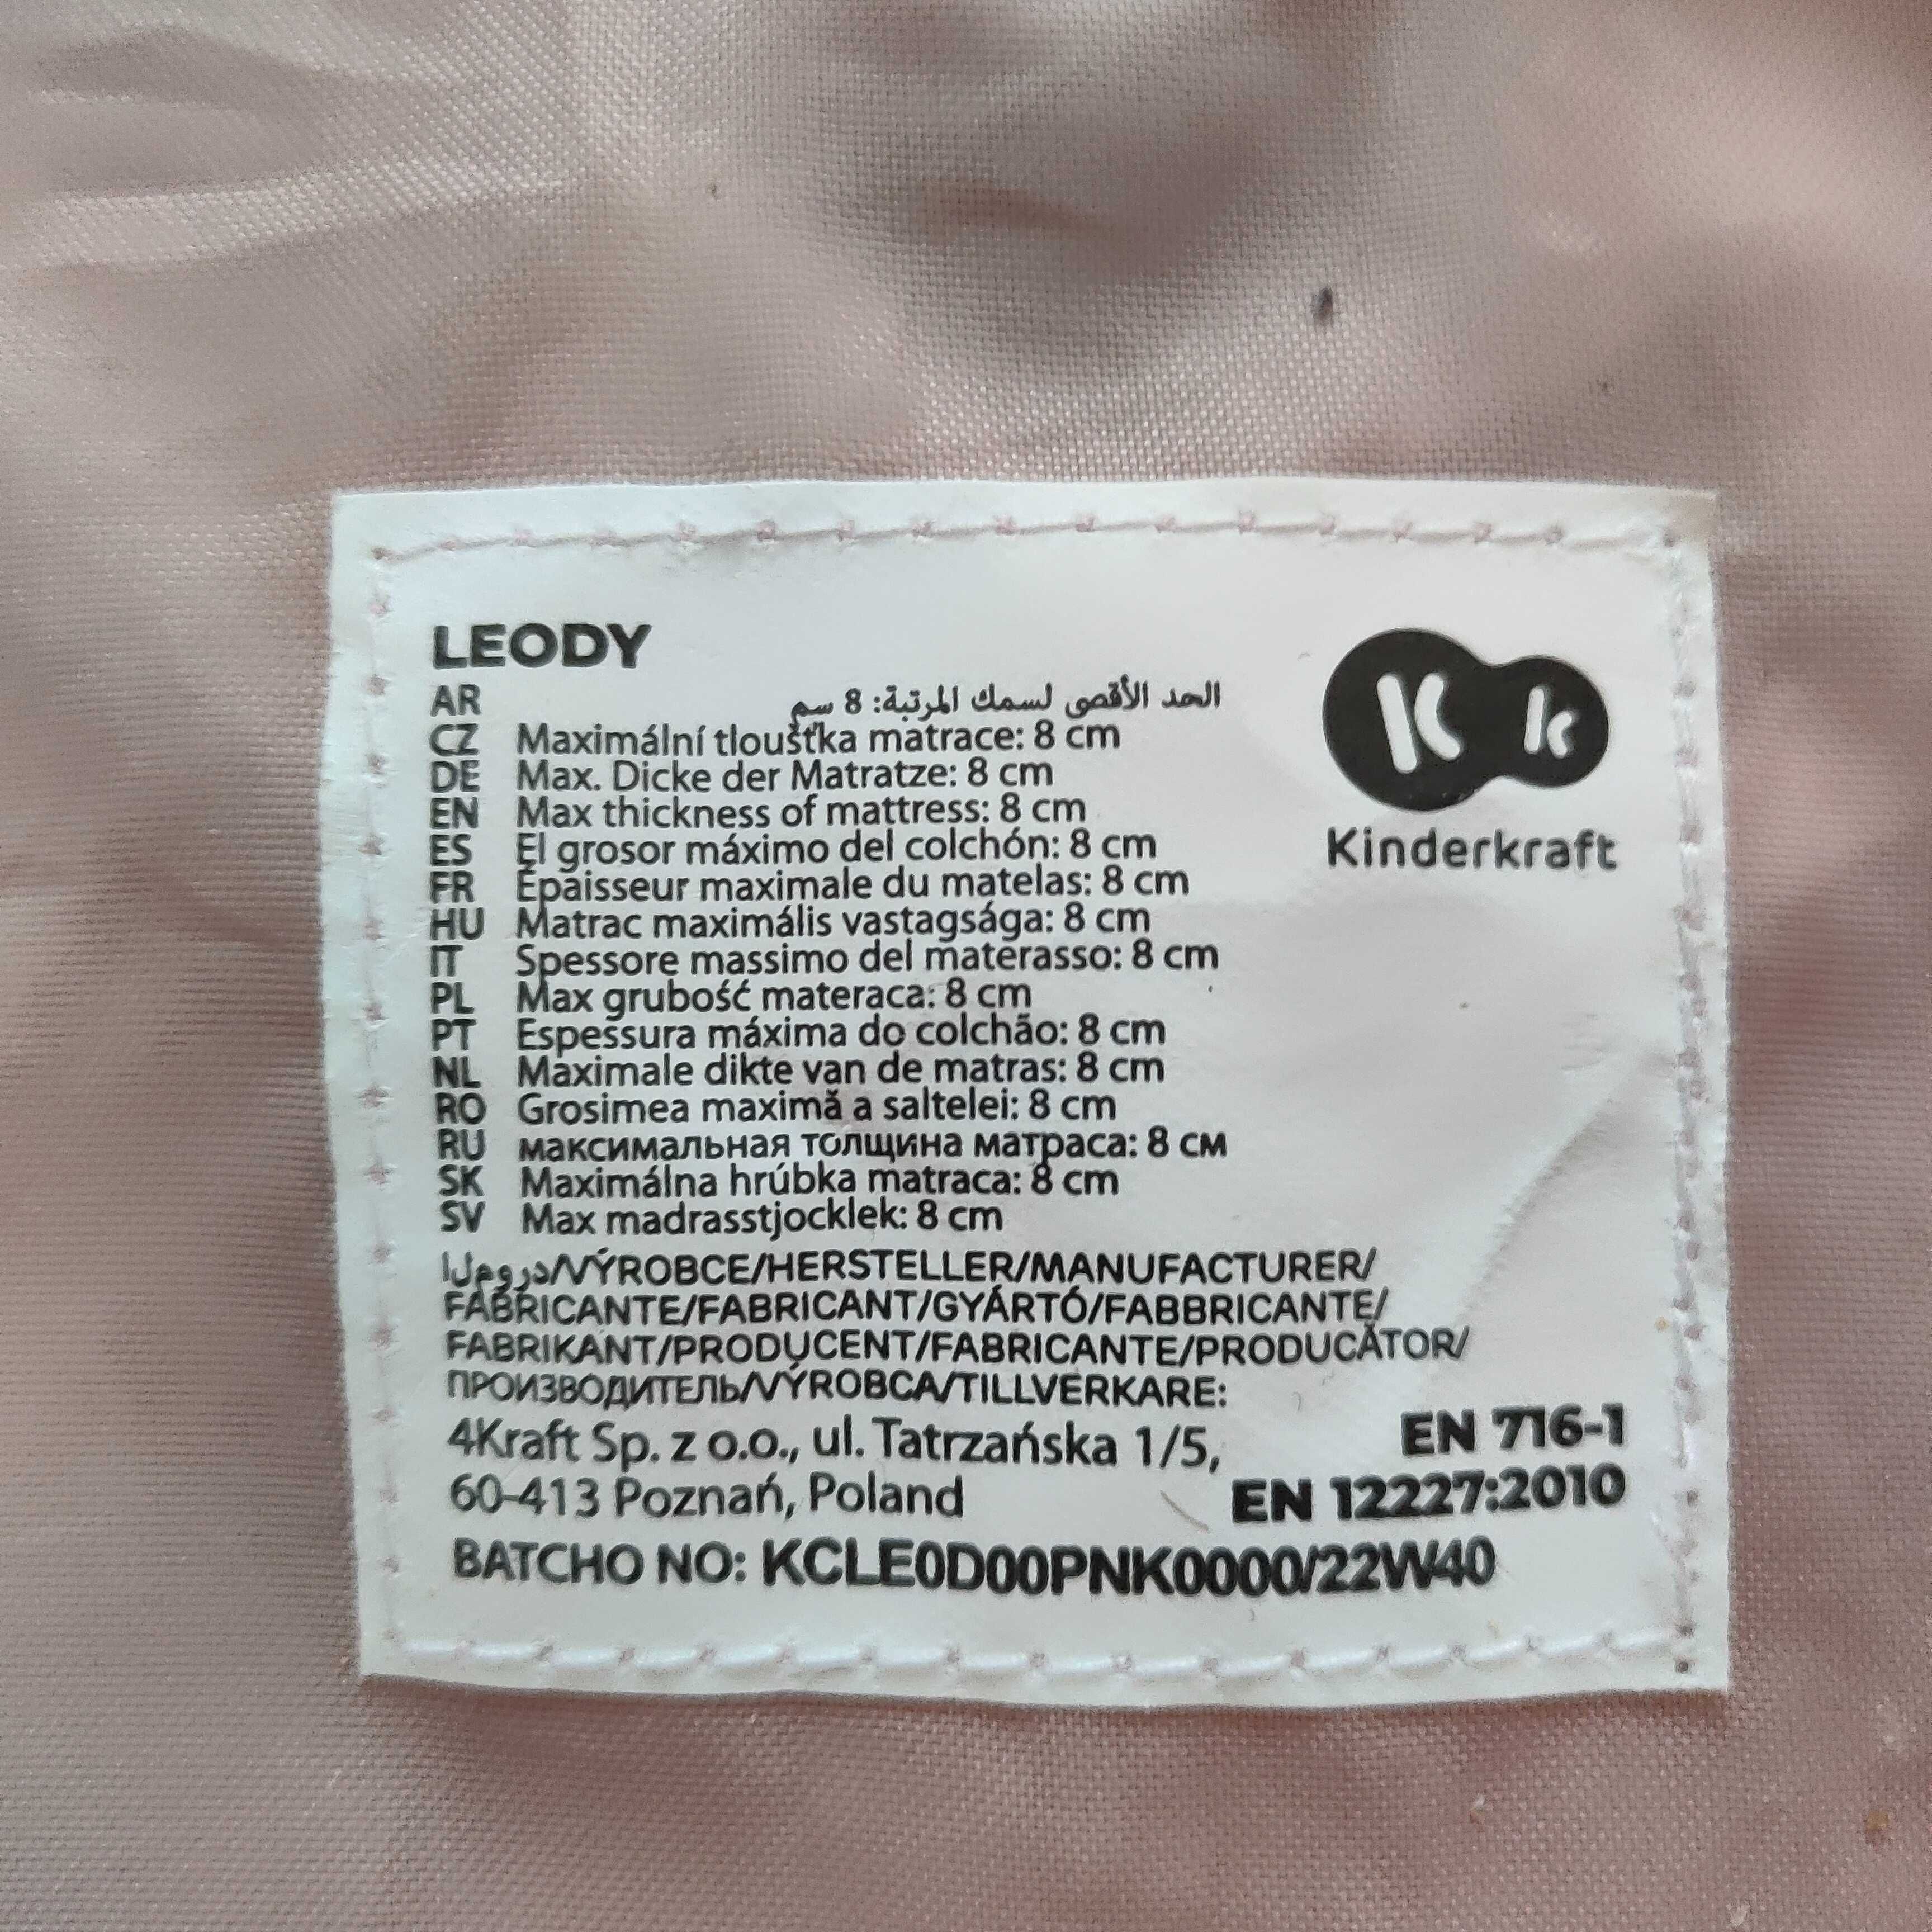 LEODY
AR الحد الأقصى لسمك المرتبة: 8 سم
CZ Maximální tloušťka matrace: 8 cm
DE Max. Dicke der Matratze: 8 cm
EN Max thickness of mattress: 8 cm
ES El grosor máximo del colchón: 8 cm
FR Épaisseur maximale du matelas: 8 cm
HU Matrac maximális vastagsága: 8 cm
IT Spessore massimo del materasso: 8 cm
PL Max grubość materaca: 8 cm
PT Espessura máxima do colchão: 8 cm
NL Maximale dikte van de matras: 8 cm
RO Grosimea maximă a saltelei: 8 cm
RU максимальная толщина матраса: 8 см
SK Maximálna hrúbka matraca: 8 cm
SV Max madrasstjocklek: 8 cm
Kk
Kinderkraft
/VÝROBCE/HERSTELLER/MANUFACTURER/
FABRICANTE/FABRICANT/GYÁRTÓ/FABBRICANTE/
FABRIKANT/PRODUCENT/FABRICANTE/PRODUCĂTOR/
ПРОИЗВОДИТЕЛЬ/VÝROBCA/TILLVERKARE:
4Kraft Sp. z o.o., ul. Tatrzańska 1/5,
60-413 Poznań, Poland
EN 716-1
EN 12227:2010
BATCHO NO: KCLE0D00PNK0000/22W40